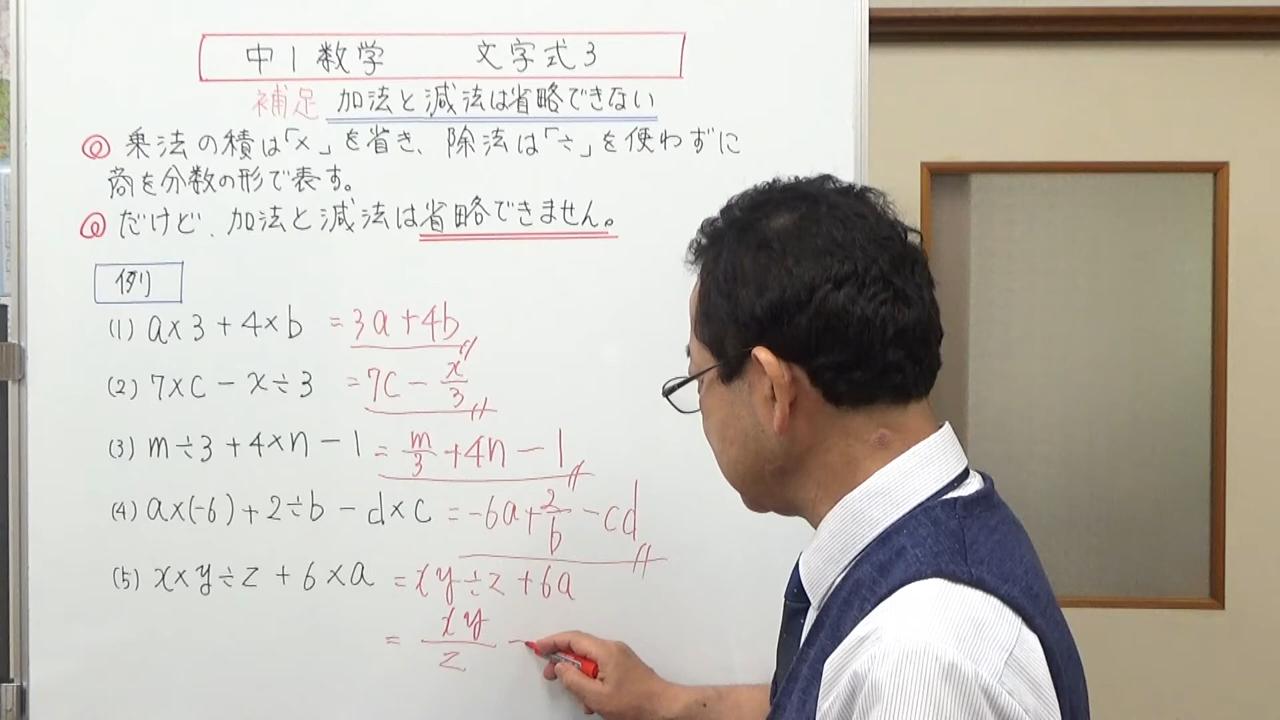 中1数学 文字式3
補足 加法と減法は省略できない
◎ 乗法の積は「×」を省き、除法は「÷」を使わずに
商を分数の形で表す。
◎ だけど、加法と減法は省略できません。
例)
(1) a×3+4×b =3a+4b
(2) 7×c-x÷3 =7c-x/3
(3) m÷3+4×n-1 =m/3+4n-1
(4) a×(-6)+2÷b-d×c =-6a+2/b-cd
(5) x×y÷z+6×a =xy÷z+6a
=xy/z -